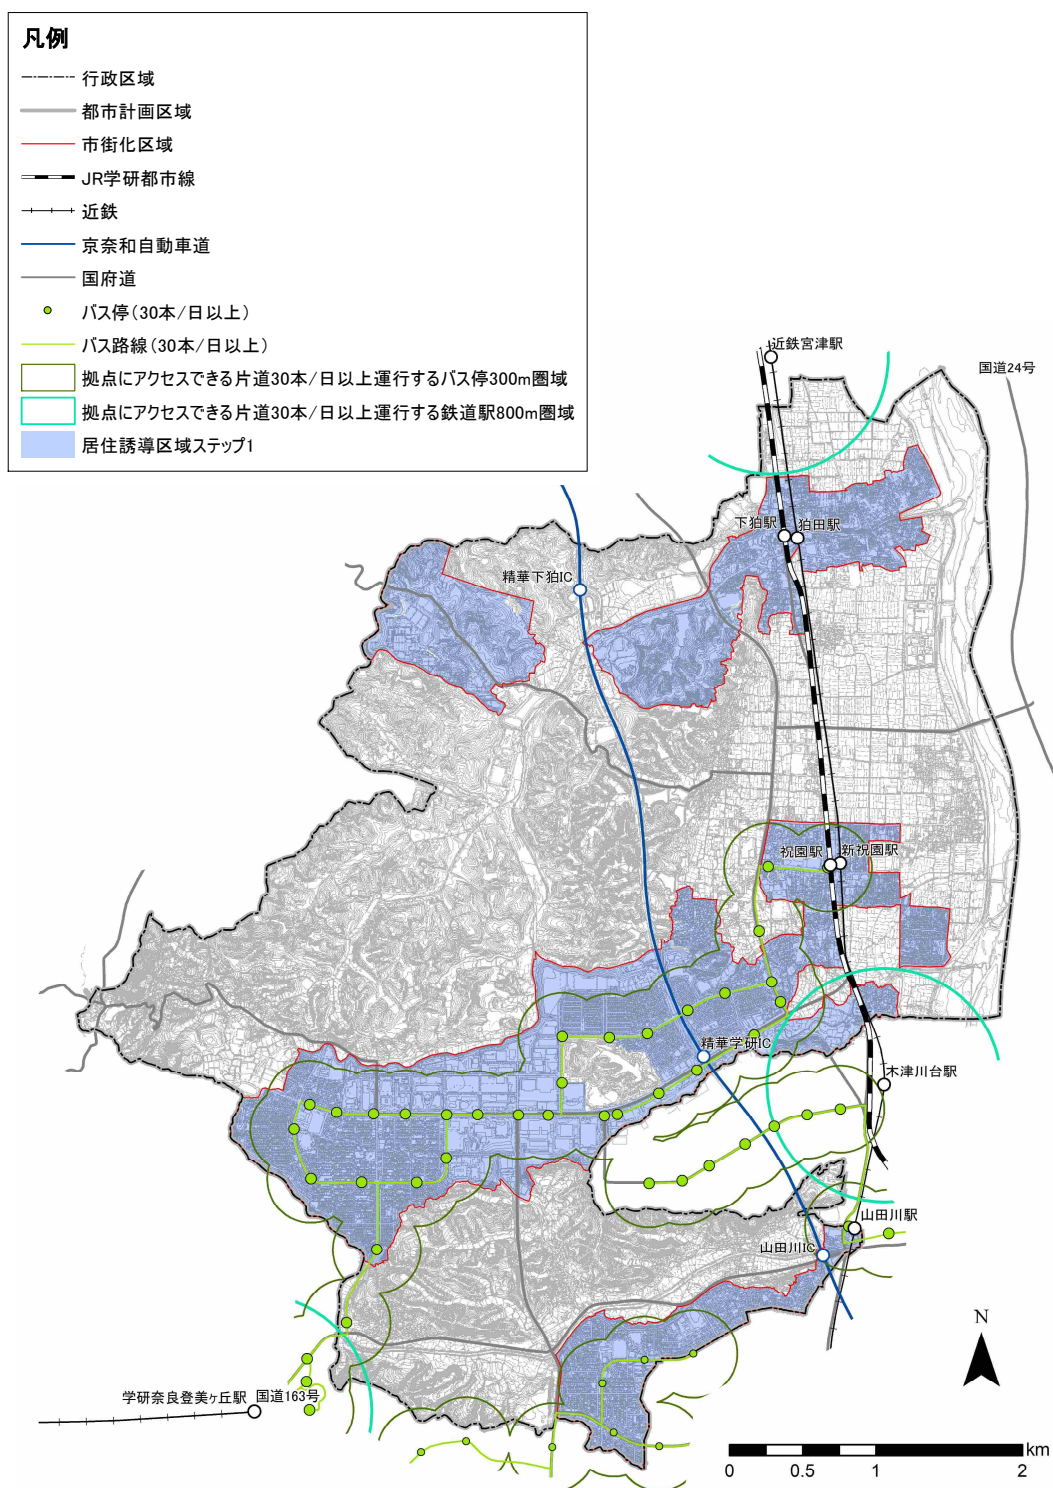 凡例
行政区域
都市計画区域
市街化区域
JR学研都市線
近鉄
京奈和自動車道
国府道
バス停(30本/日以上)
バス路線(30本/日以上)
拠点にアクセスできる片道30本/日以上運行するバス停300m圏域
拠点にアクセスできる片道30本/日以上運行する鉄道駅800m圏域
居住誘導区域ステップ1
近鉄宮津駅
国道24号
下狛駅
狛田駅
精華下狛IC
祝園駅
新祝園駅
精華学研IC
木津川台駅
山田川駅
山田川IC
学研奈良登美ヶ丘駅
国道163号
N
km
0
0.5
1
2